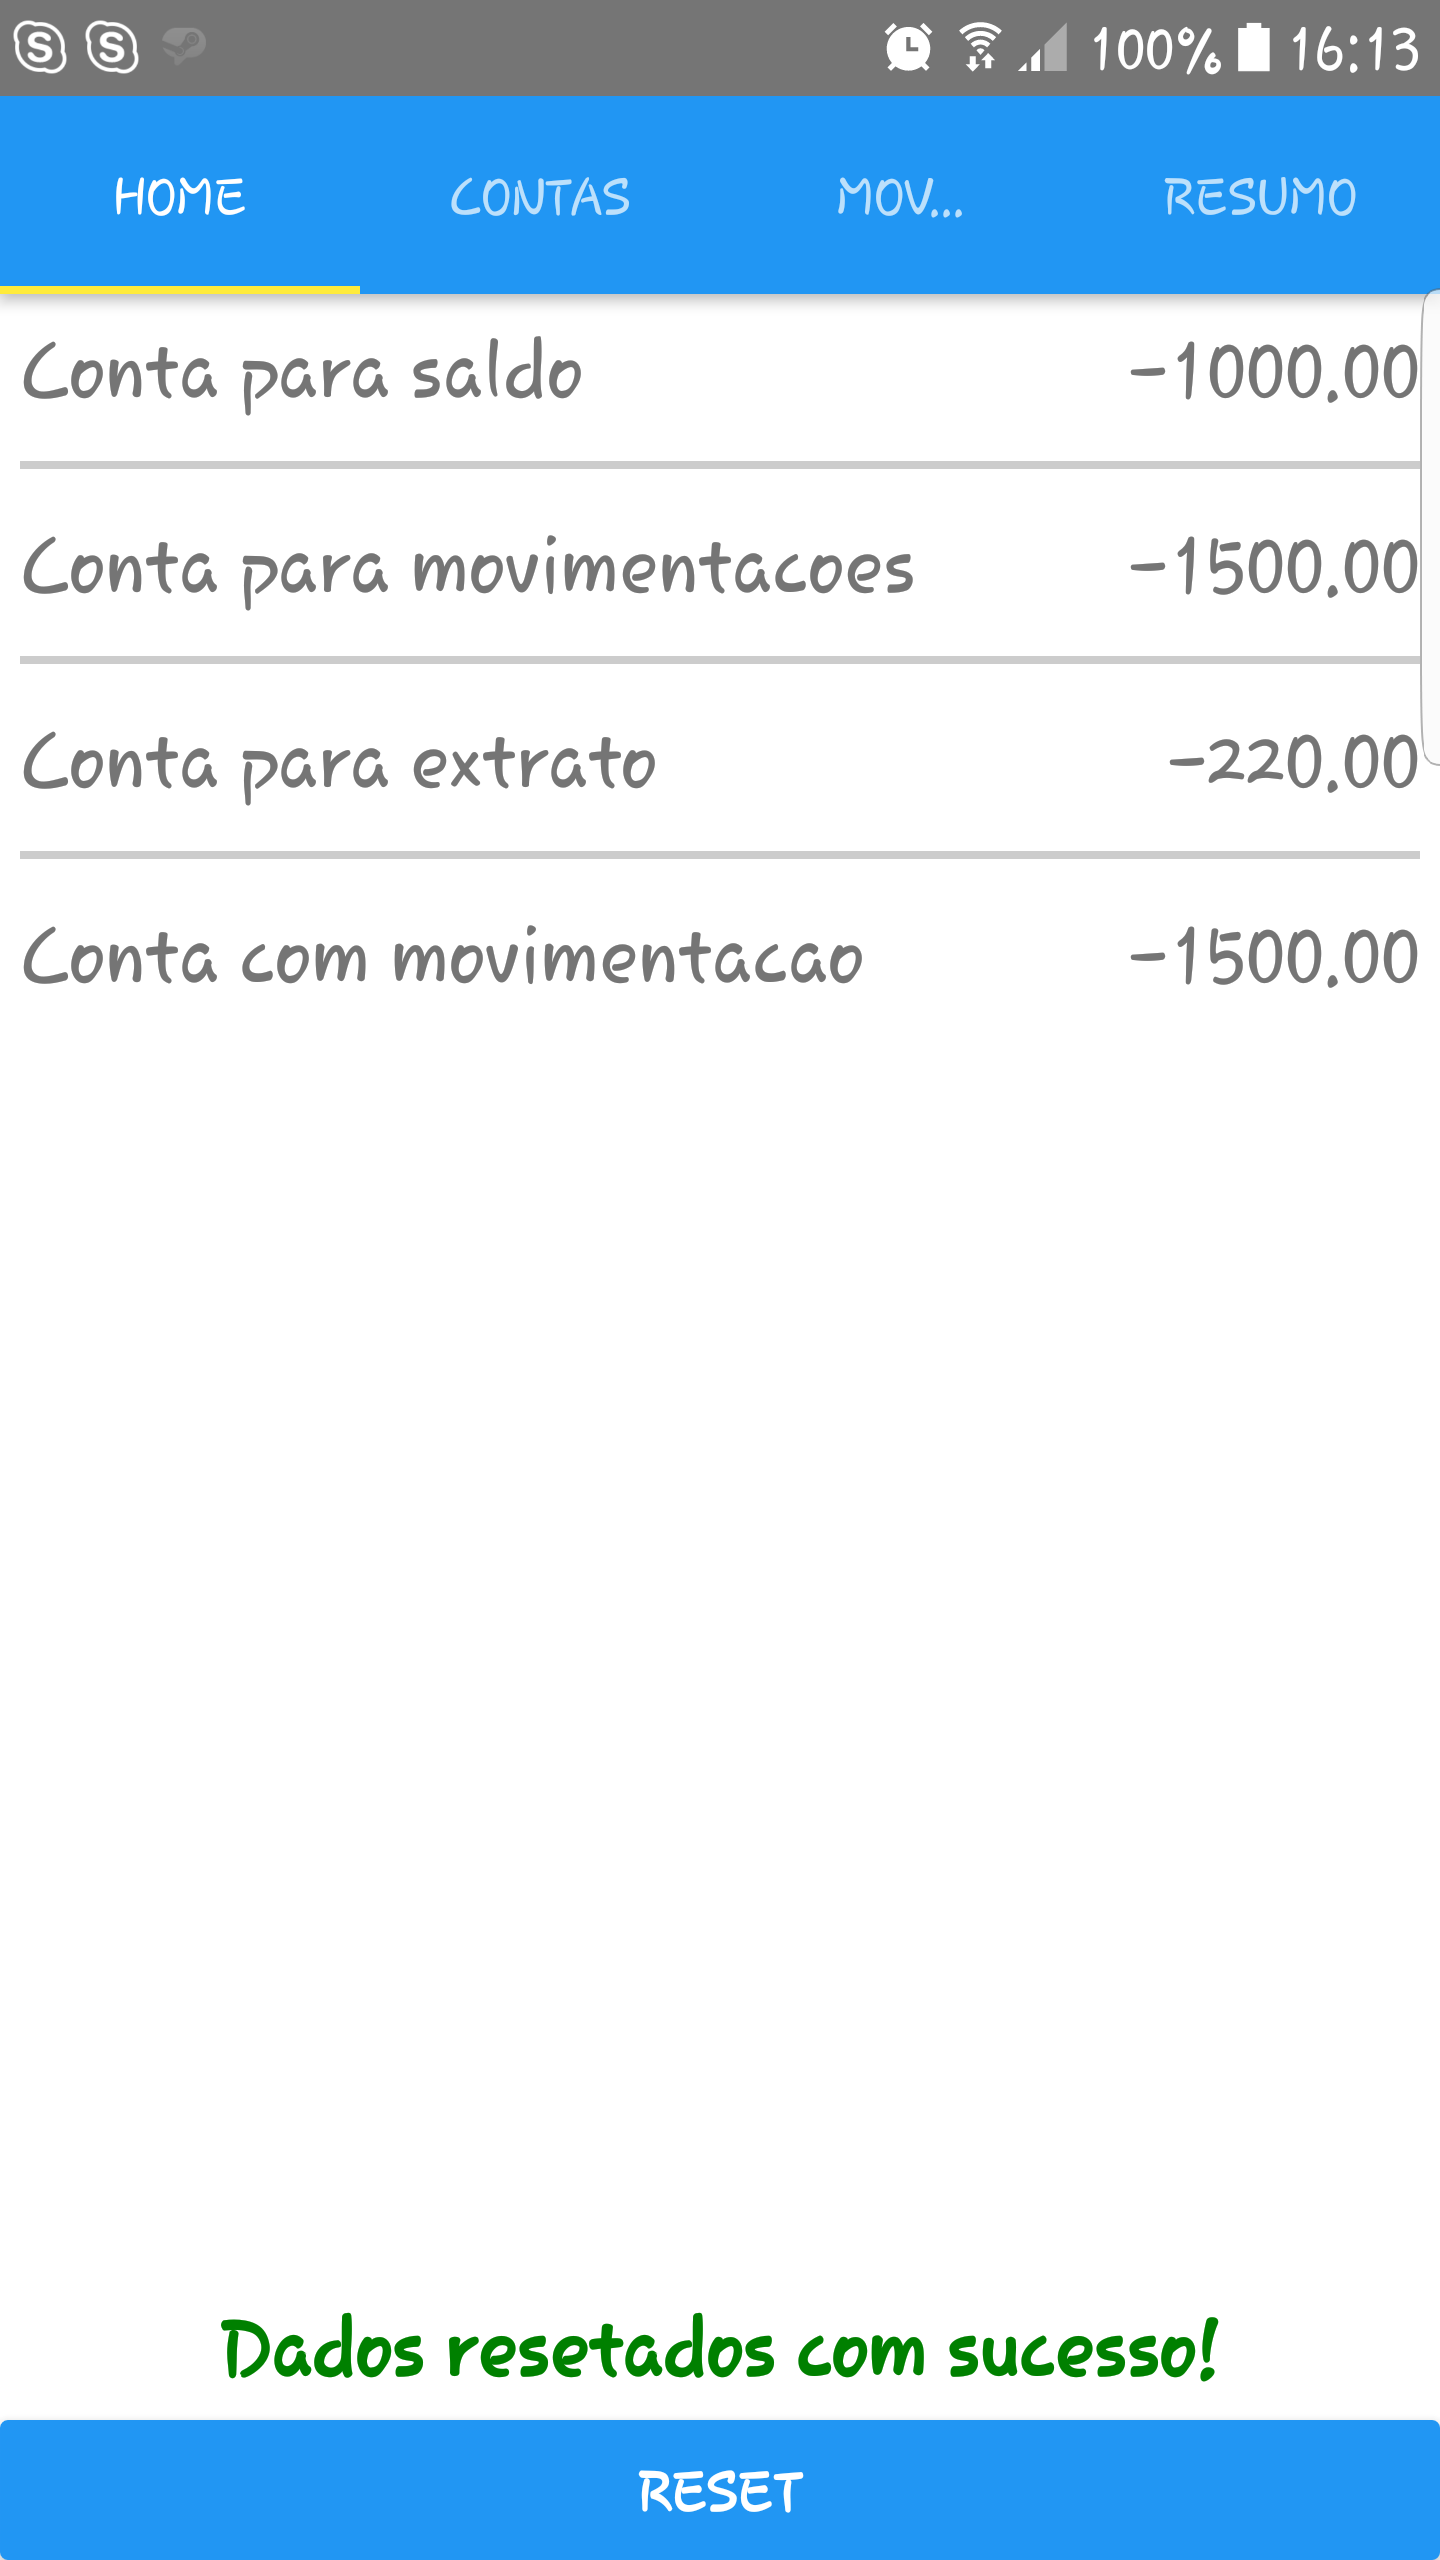 100% 16:13
HOME CONTAS MOV... RESUMO
Conta para saldo -1000.00
Conta para movimentacoes -1500.00
Conta para extrato -220.00
Conta com movimentacao -1500.00
Dados resetados com sucesso!
RESET